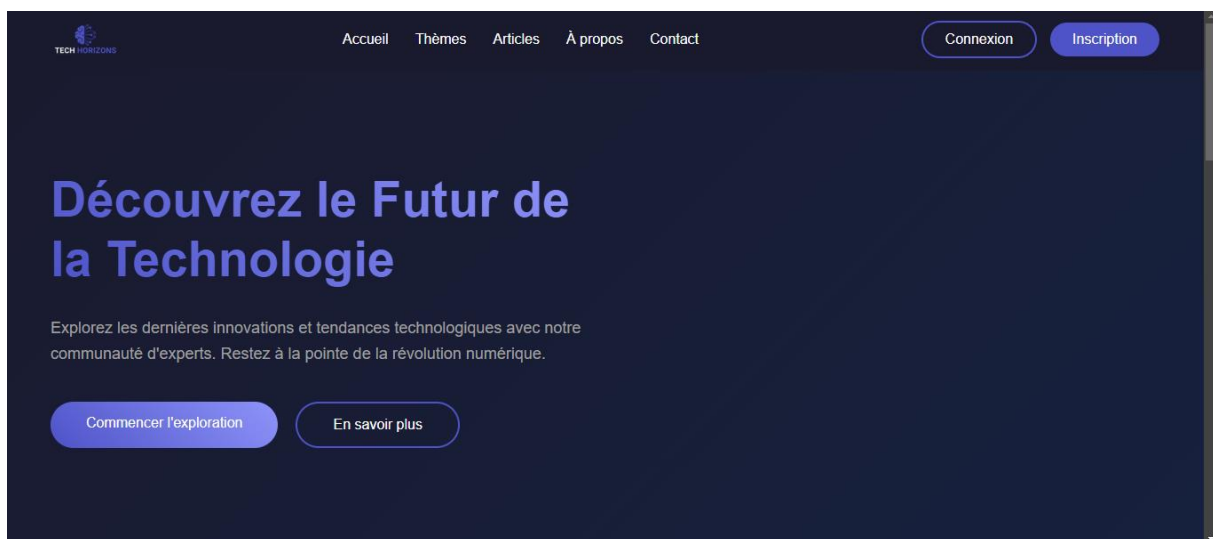 TECH HORIZONS
Accueil Thèmes Articles À propos Contact
Connexion Inscription
Découvrez le Futur de
la Technologie
Explorez les dernières innovations et tendances technologiques avec notre
communauté d'experts. Restez à la pointe de la révolution numérique.
Commencer l'exploration En savoir plus